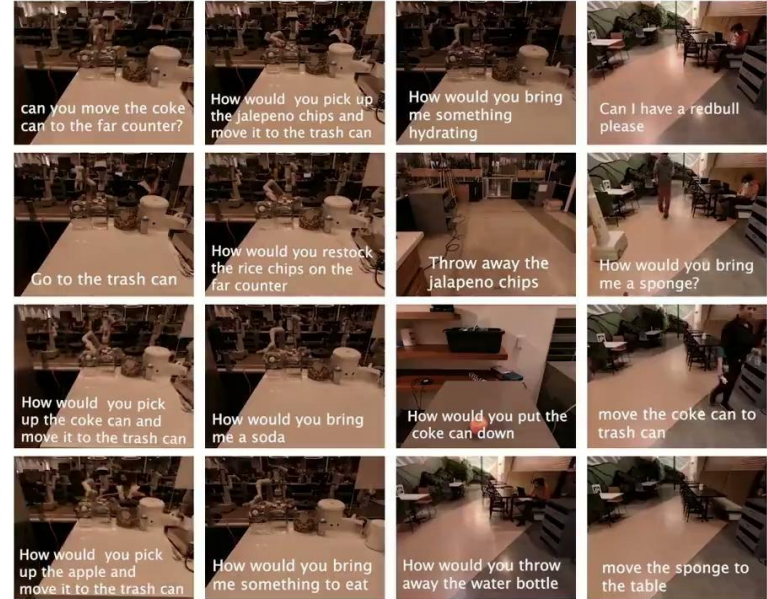 can you move the coke
can to the far counter?
How would you pick up
the jalepeno chips and
move it to the trash can
How would you bring
me something
hydrating
Can I have a redbull
please
Go to the trash can
How would you restock
the rice chips on the
far counter
Throw away the
jalapeno chips
How would you bring
me a sponge?
How would you pick
up the coke can and
move it to the trash can
How would you bring
me a soda
How would you put the
coke can down
move the coke can to
trash can
How would you pick
up the apple and
move it to the trash can
How would you bring
me something to eat
How would you throw
away the water bottle
move the sponge to
the table